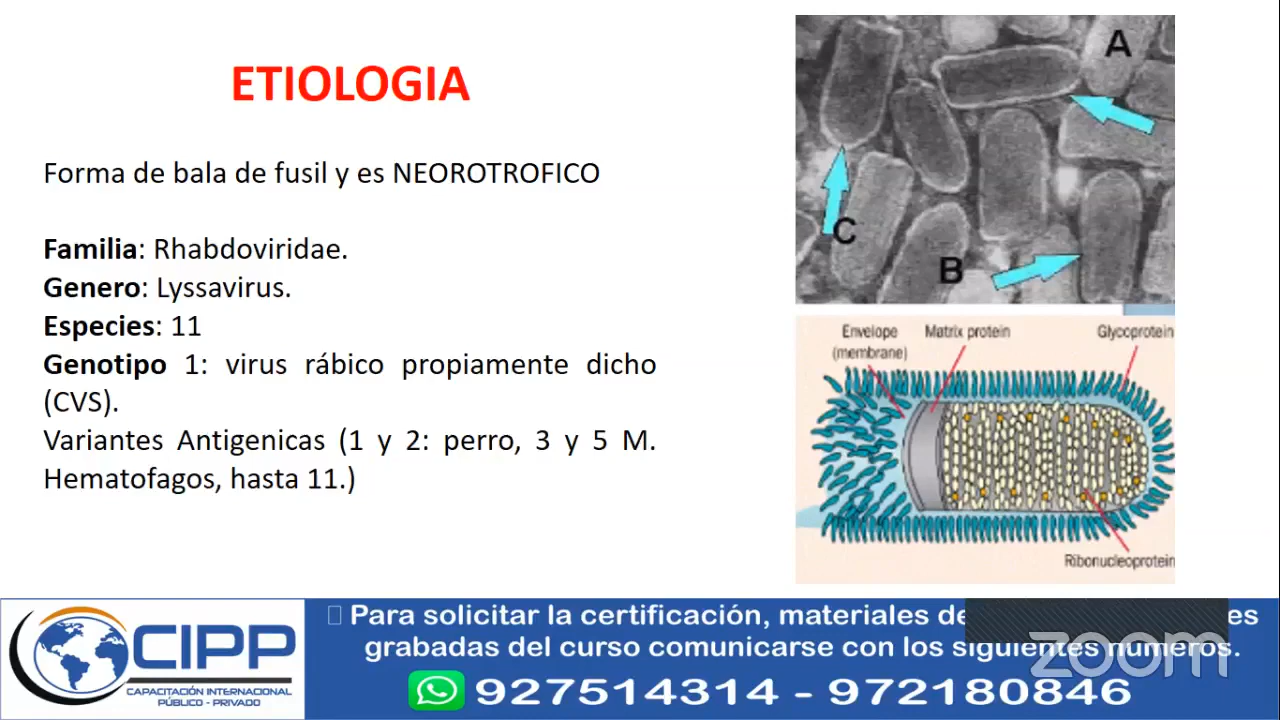 ETIOLOGIA
Forma de bala de fusil y es NEOROTROFICO
Familia: Rhabdoviridae.
Genero: Lyssavirus.
Especies: 11
Genotipo 1: virus rábico propiamente dicho
(CVS).
Variantes Antigenicas (1 y 2: perro, 3 y 5 M.
Hematofagos, hasta 11.)
A
C
B
Envelope
(membrane)
Matrix protein
Glycoprotein
Ribonucleoprotein
CIPP
CAPACITACIÓN INTERNACIONAL
PÚBLICO - PRIVADO
Para solicitar la certificación, materiales de
grabadas del curso comunicarse con los siguientes números.
927514314 - 972180846
zoom